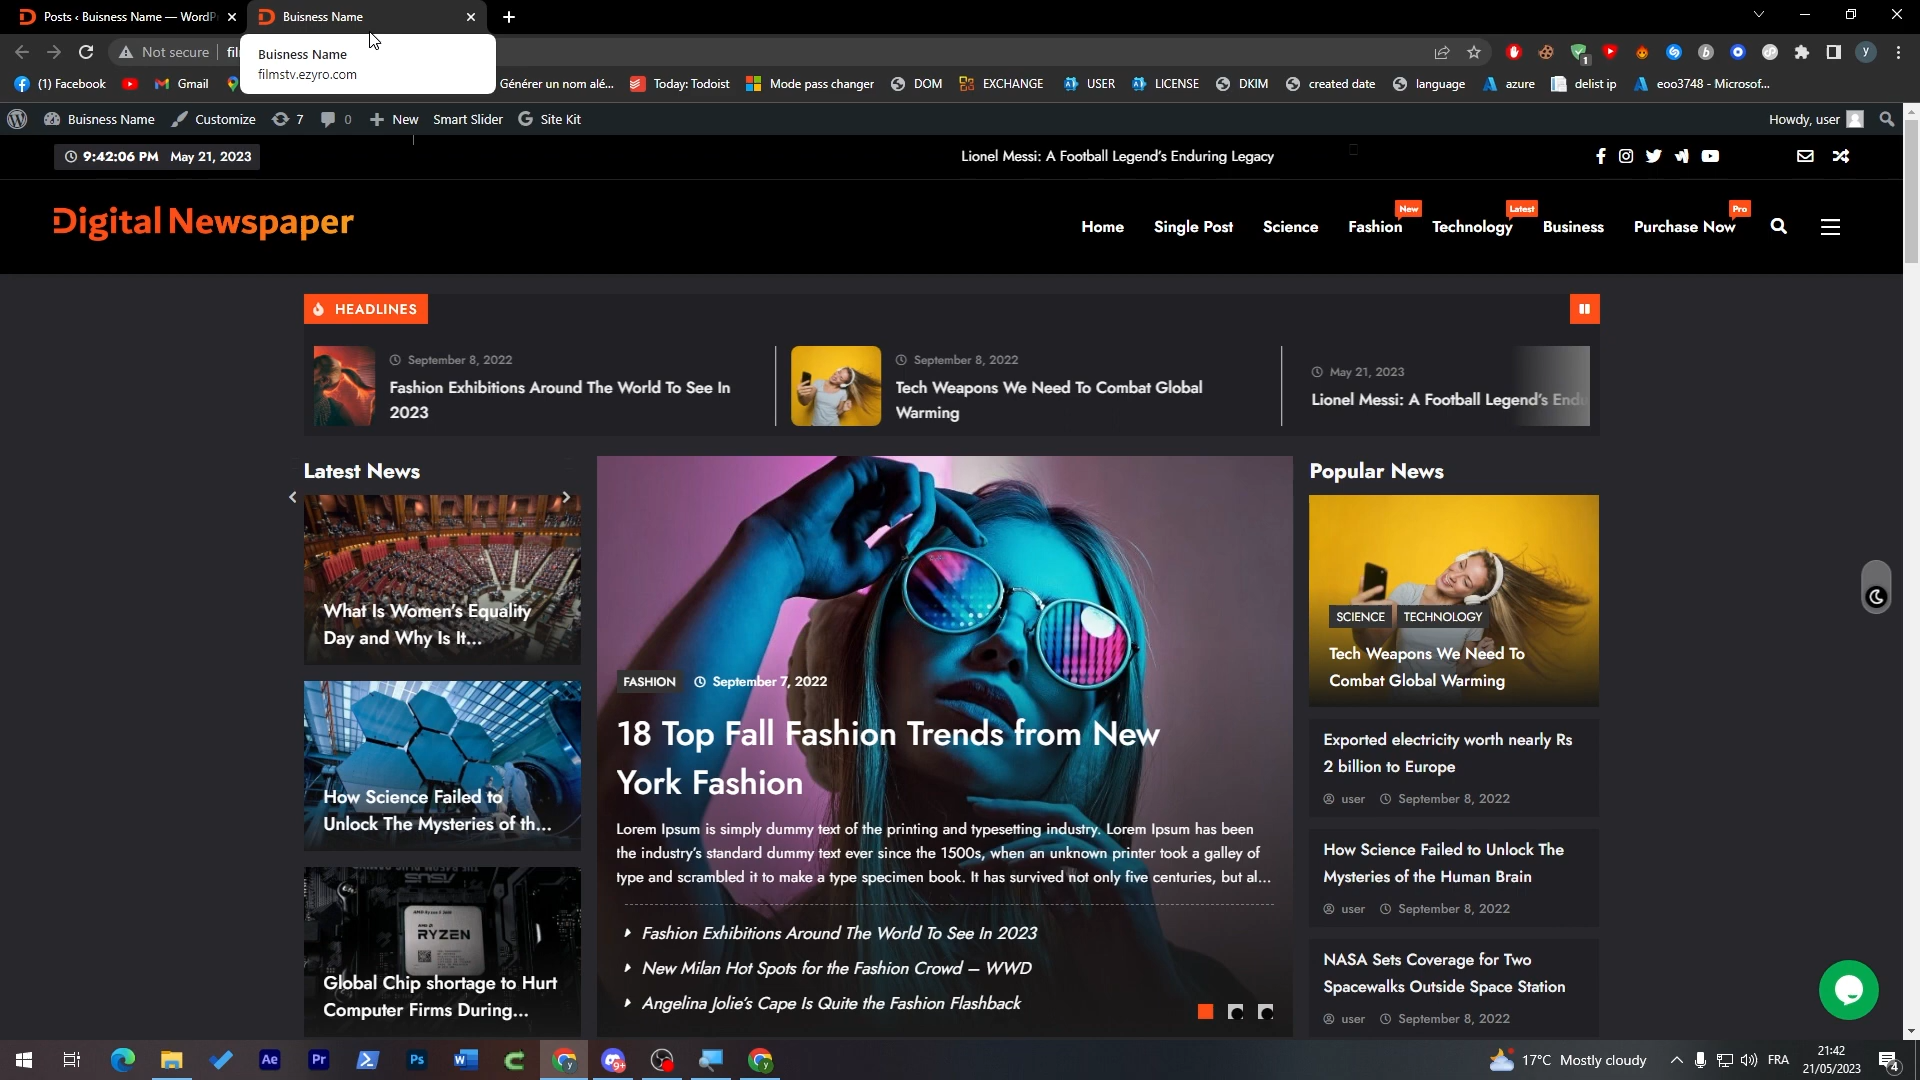 Posts ‹ Buisness Name — WordP
Buisness Name
Not secure
fil
Buisness Name
filmstv.ezyro.com
(1) Facebook
Gmail
Générer un nom alé...
Today: Todoist
Mode pass changer
DOM
EXCHANGE
USER
LICENSE
DKIM
created date
language
azure
delist ip
eoo3748 - Microsof...
Buisness Name
Customize
7
0
New
Smart Slider
Site Kit
Howdy, user
9:42:06 PM May 21, 2023
Lionel Messi: A Football Legend's Enduring Legacy
Digital Newspaper
Home
Single Post
Science
Fashion
New
Technology
Latest
Business
Purchase Now
Pro
HEADLINES
September 8, 2022
Fashion Exhibitions Around The World To See In
2023
September 8, 2022
Tech Weapons We Need To Combat Global
Warming
May 21, 2023
Lionel Messi: A Football Legend's Endu
Latest News
What Is Women's Equality
Day and Why Is It...
How Science Failed to
Unlock The Mysteries of th...
AMD
RYZEN
Global Chip shortage to Hurt
Computer Firms During...
FASHION
September 7, 2022
18 Top Fall Fashion Trends from New
York Fashion
Lorem Ipsum is simply dummy text of the printing and typesetting industry. Lorem Ipsum has been
the industry's standard dummy text ever since the 1500s, when an unknown printer took a galley of
type and scrambled it to make a type specimen book. It has survived not only five centuries, but al...
Fashion Exhibitions Around The World To See In 2023
New Milan Hot Spots for the Fashion Crowd – WWD
Angelina Jolie's Cape Is Quite the Fashion Flashback
Popular News
SCIENCE
TECHNOLOGY
Tech Weapons We Need To
Combat Global Warming
Exported electricity worth nearly Rs
2 billion to Europe
user
September 8, 2022
How Science Failed to Unlock The
Mysteries of the Human Brain
user
September 8, 2022
NASA Sets Coverage for Two
Spacewalks Outside Space Station
user
September 8, 2022
Ae
Pr
Ps
9+
17°C Mostly cloudy
FRA
21:42
21/05/2023
4